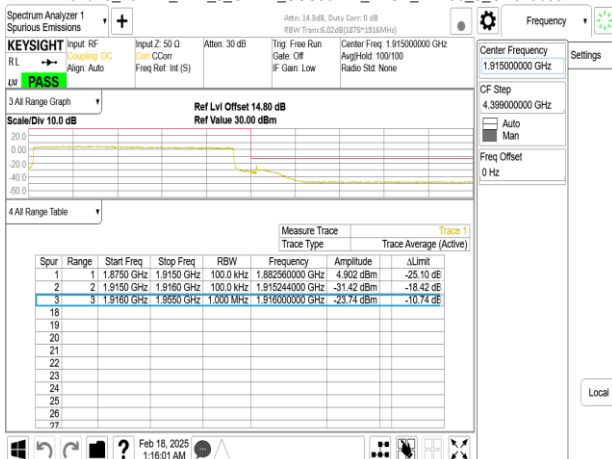 Spectrum Analyzer 1
Spurious Emissions
Attn: 14.3dB, Duty Corr: 0 dB
RBW Trans:6.02dB(1875~1916MHz)
Frequency
KEYSIGHT
RL
PASS
Input: RF
Coupling: DC
Align: Auto
Input Z: 50 Ω
Corr CCorr
Freq Ref: Int (S)
Atten: 30 dB
Trig: Free Run
Gate: Off
IF Gain: Low
Center Freq: 1.915000000 GHz
Avg|Hold: 100/100
Radio Std: None
Center Frequency
1.915000000 GHz
Settings
CF Step
4.399000000 GHz
Auto
Man
Freq Offset
0 Hz
3 All Range Graph
Scale/Div 10.0 dB
Ref Lvl Offset 14.80 dB
Ref Value 30.00 dBm
20.0
0.00
-20.0
-40.0
-60.0
4 All Range Table
Measure Trace Trace 1
Trace Type Trace Average (Active)
Spur Range Start Freq Stop Freq RBW Frequency Amplitude ΔLimit
1 1 1.8750 GHz 1.9150 GHz 100.0 kHz 1.882560000 GHz 4.902 dBm -25.10 dB
2 2 1.9150 GHz 1.9160 GHz 100.0 kHz 1.915244000 GHz -31.42 dBm -18.42 dB
3 3 1.9160 GHz 1.9550 GHz 1.000 MHz 1.916000000 GHz -23.74 dBm -10.74 dB
18
19
20
21
22
23
24
25
26
27
Local
Feb 18, 2025
1:16:01 AM